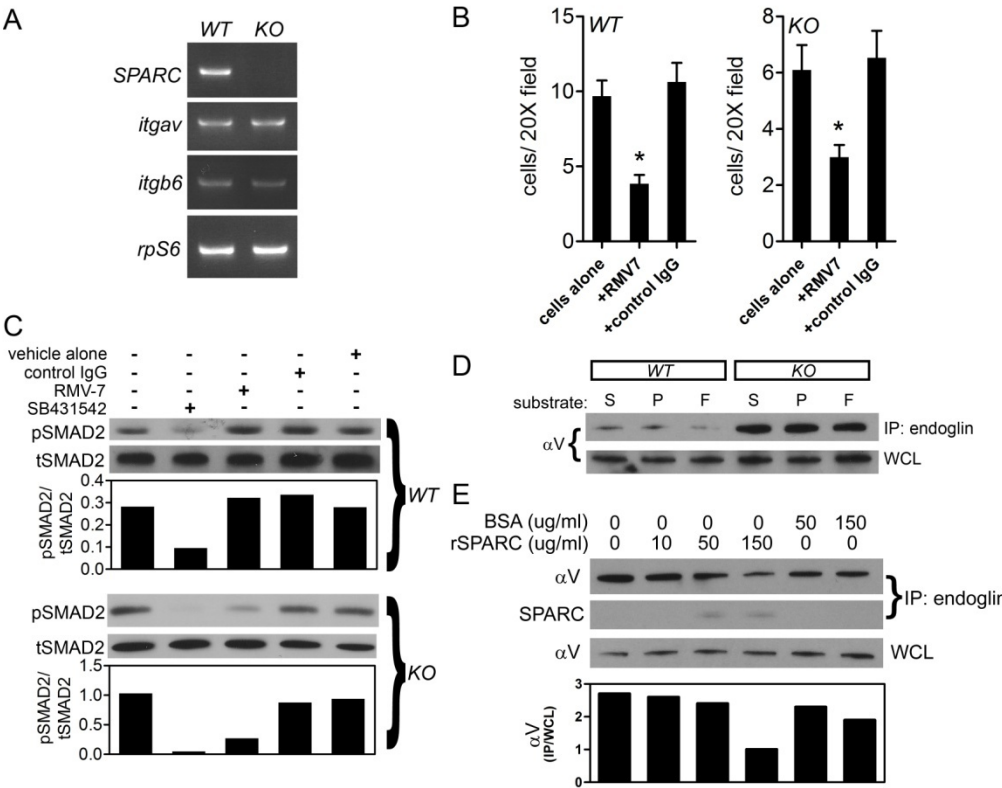 A
WT KO
SPARC
itgav
itgb6
rpS6
B
WT
cells/ 20X field
15
10
5
0
cells alone
+RMV7
+control IgG
*
KO
cells/ 20X field
8
6
4
2
0
cells alone
+RMV7
+control IgG
*
C
vehicle alone - - - - +
control IgG - - - + -
RMV-7 - - + - -
SB431542 - + - - -
pSMAD2
tSMAD2
pSMAD2/
tSMAD2
0.4
0.3
0.2
0.1
0.0
WT
pSMAD2
tSMAD2
pSMAD2/
tSMAD2
1.5
1.0
0.5
0.0
KO
D
WT KO
substrate: S P F S P F
αV
IP: endoglin
WCL
E
BSA (ug/ml) 0 0 0 0 50 150
rSPARC (ug/ml) 0 10 50 150 0 0
αV
SPARC
IP: endoglin
αV WCL
αV
(IP/WCL)
3
2
1
0